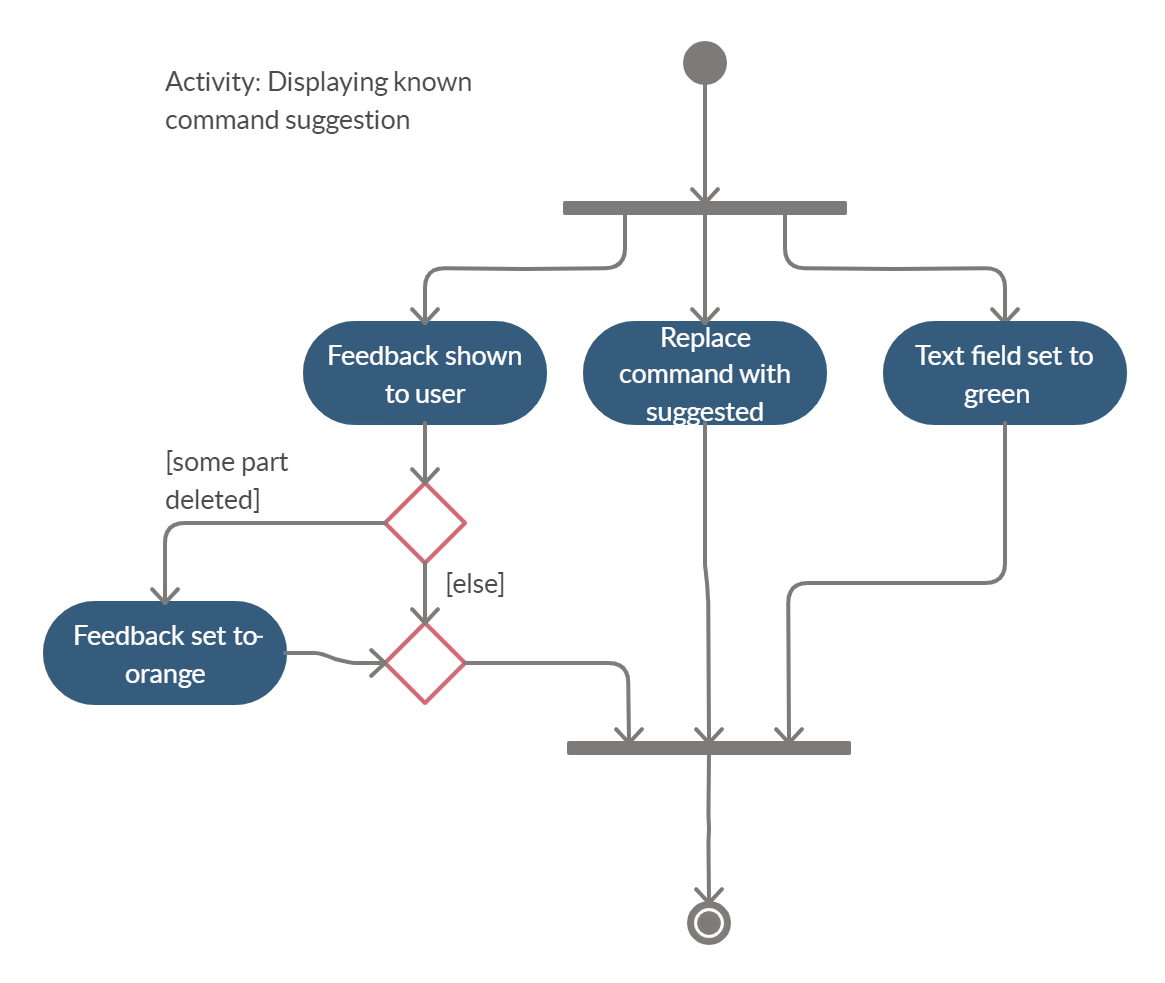 Activity: Displaying known
command suggestion
Feedback shown
to user
Replace
command with
suggested
Text field set to
green
[some part
deleted]
[else]
Feedback set to
orange